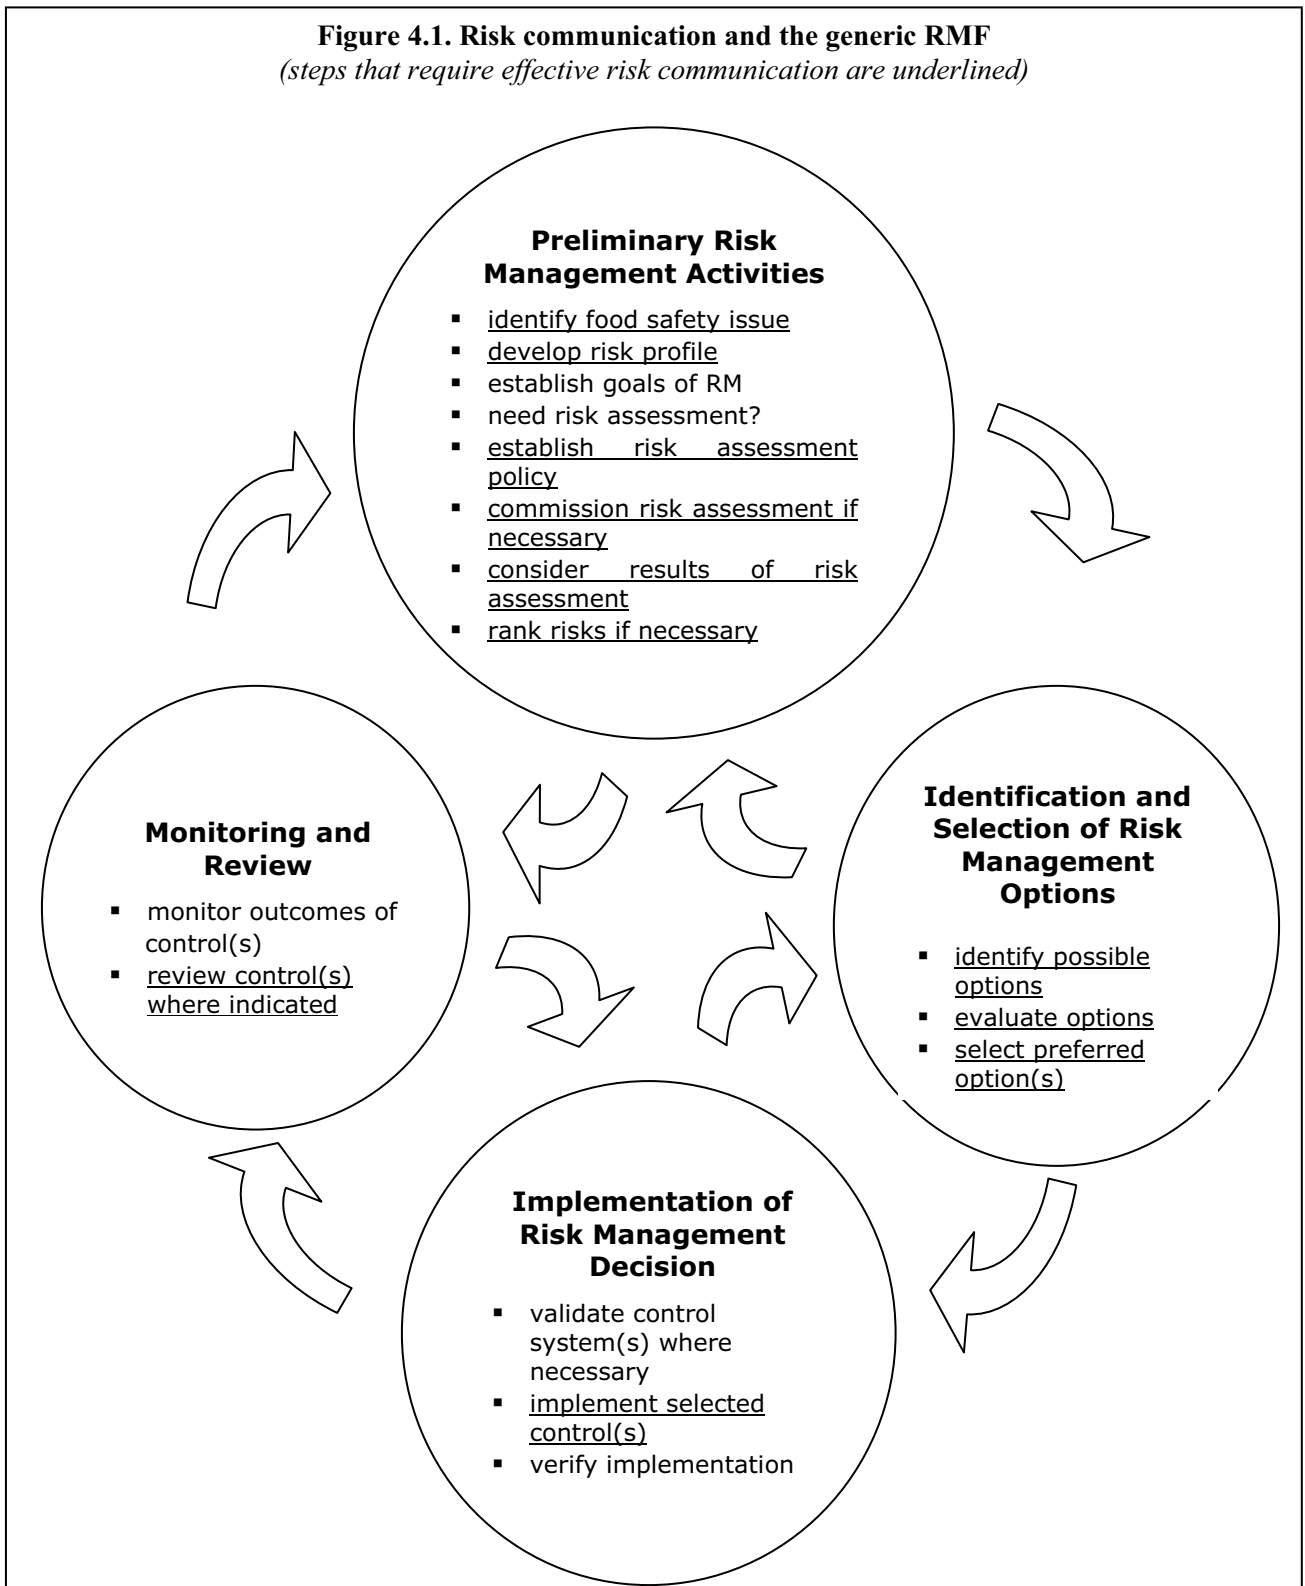 Figure 4.1. Risk communication and the generic RMF
(steps that require effective risk communication are underlined)
Preliminary Risk
Management Activities
▪ identify food safety issue
▪ develop risk profile
▪ establish goals of RM
▪ need risk assessment?
▪ establish risk assessment
policy
▪ commission risk assessment if
necessary
▪ consider results of risk
assessment
▪ rank risks if necessary
Monitoring and
Review
▪ monitor outcomes of
control(s)
▪ review control(s)
where indicated
Identification and
Selection of Risk
Management
Options
▪ identify possible
options
▪ evaluate options
▪ select preferred
option(s)
Implementation of
Risk Management
Decision
▪ validate control
system(s) where
necessary
▪ implement selected
control(s)
▪ verify implementation